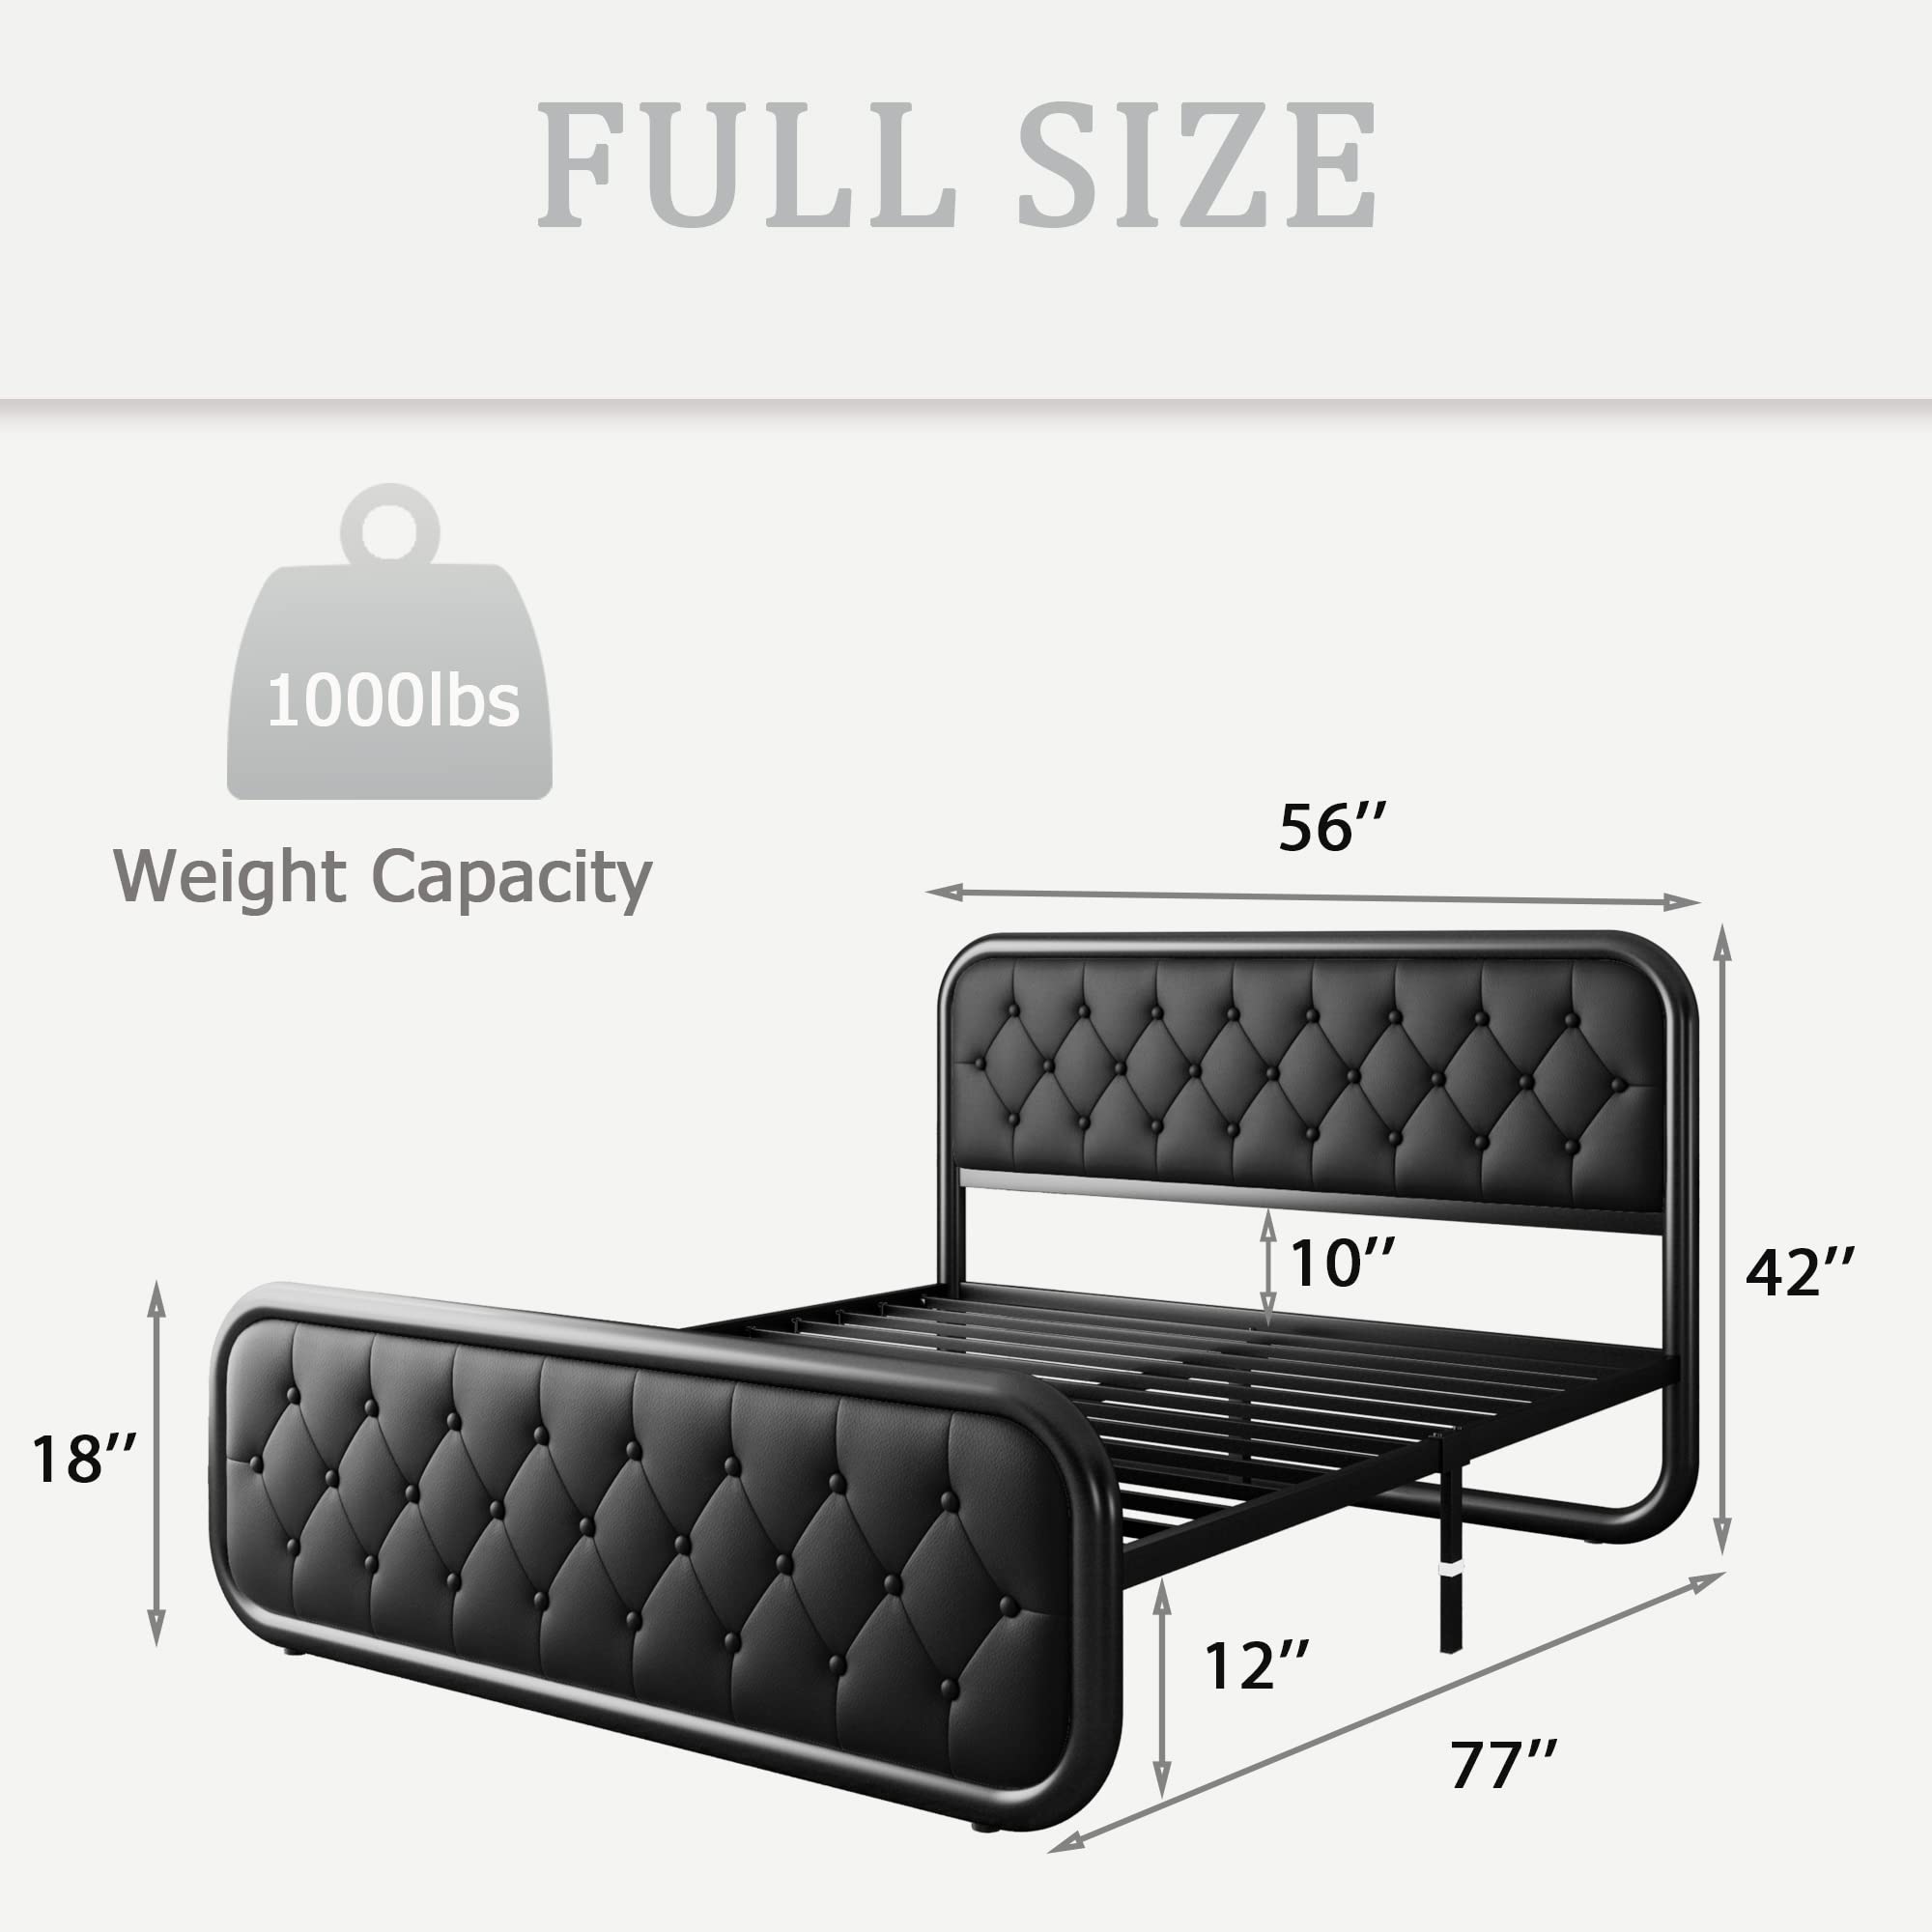 FULL SIZE
1000lbs
Weight Capacity
56’’
10’’
42’’
18’’
12’’
77’’